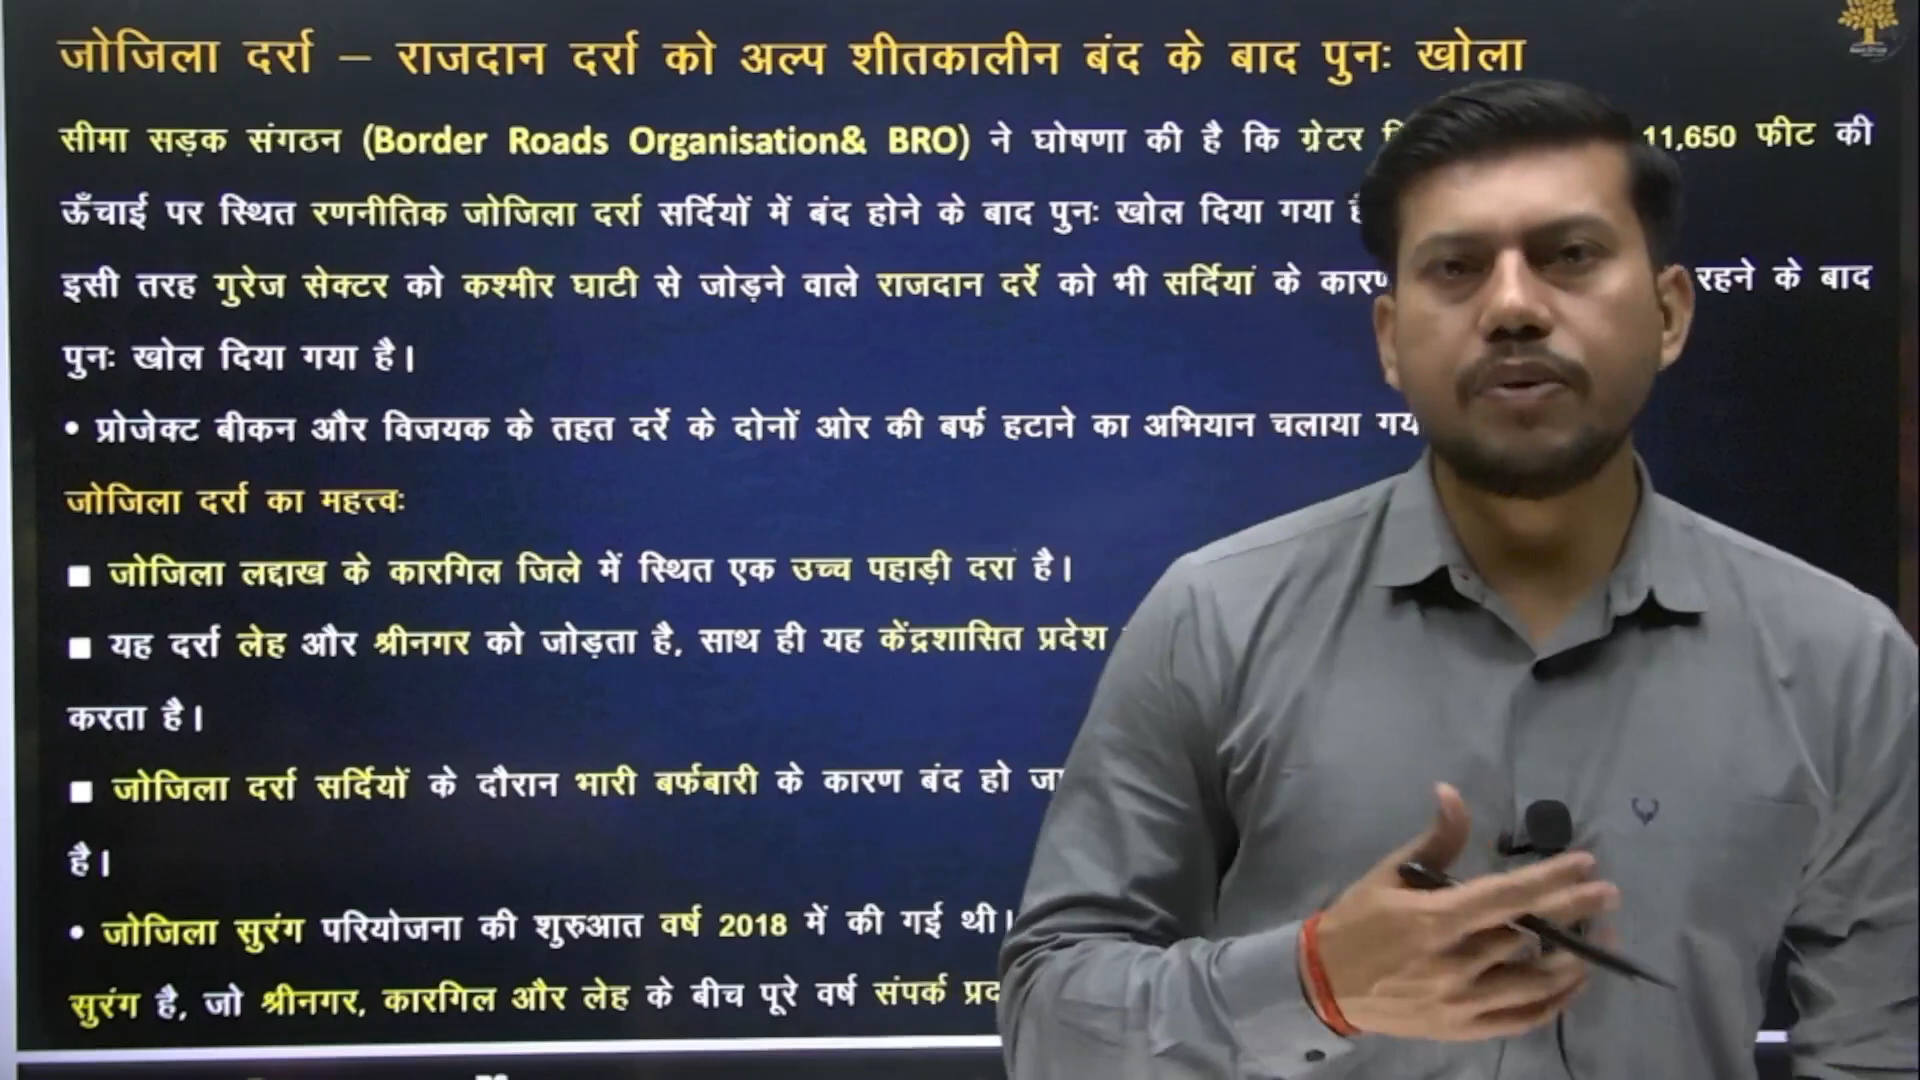 जोजिला दर्रा – राजदान दर्रा को अल्प शीतकालीन बंद के बाद पुनः खोला
सीमा सड़क संगठन (Border Roads Organisation& BRO) ने घोषणा की है कि ग्रेटर 11,650 फीट की
ऊँचाई पर स्थित रणनीतिक जोजिला दर्रा सर्दियों में बंद होने के बाद पुनः खोल दिया गया
इसी तरह गुरेज सेक्टर को कश्मीर घाटी से जोड़ने वाले राजदान दर्रे को भी सर्दियां के रहने के बाद
पुनः खोल दिया गया है।
• प्रोजेक्ट बीकन और विजयक के तहत दर्रे के दोनों ओर की बर्फ हटाने का अभियान चलाया
जोजिला दर्रा का महत्त्वः
■ जोजिला लद्दाख के कारगिल जिले में स्थित एक उच्च पहाड़ी दरा है।
■ यह दर्रा लेह और श्रीनगर को जोड़ता है, साथ ही यह केंद्रशासित प्रदेश
करता है।
■ जोजिला दर्रा सर्दियों के दौरान भारी बर्फबारी के कारण बंद हो
है।
• जोजिला सुरंग परियोजना की शुरुआत वर्ष 2018 में की गई थी।
सुरंग है, जो श्रीनगर, कारगिल और लेह के बीच पूरे वर्ष संपर्क